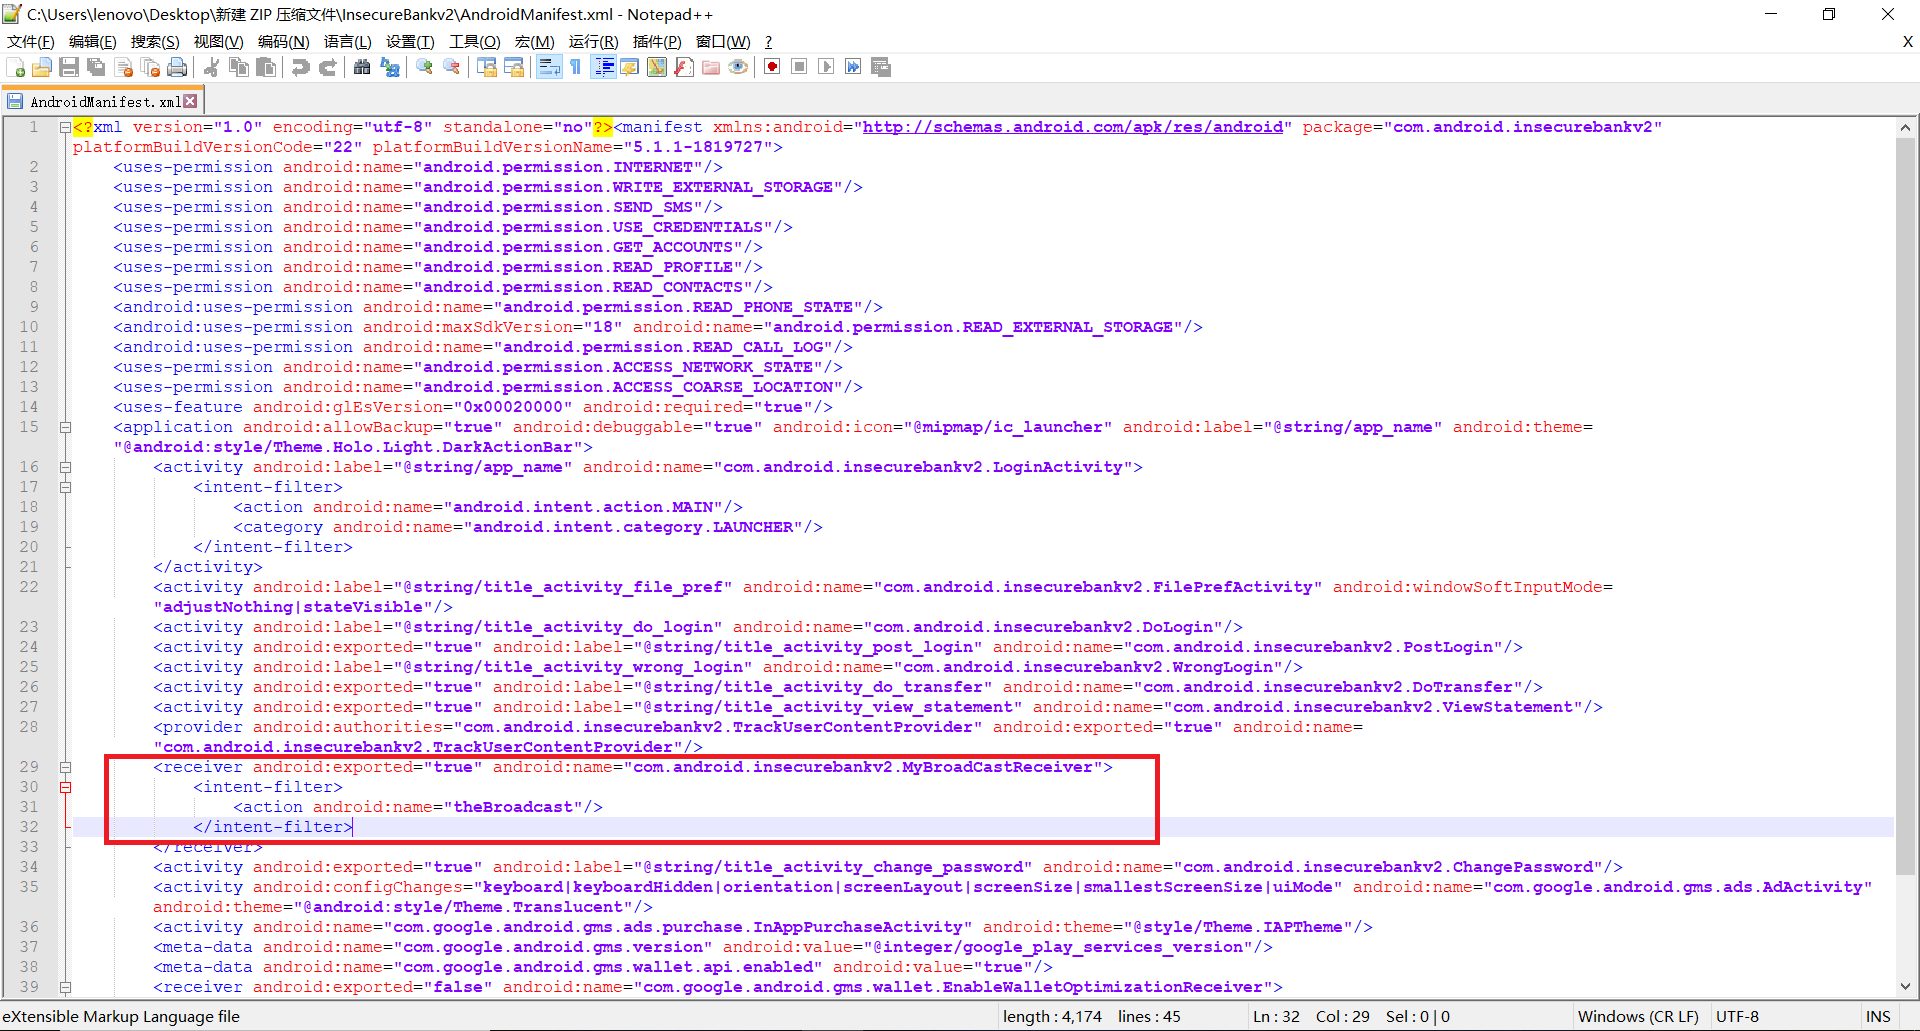 C:\Users\lenovo\Desktop\新建 ZIP 压缩文件\InsecureBankv2\AndroidManifest.xml - Notepad++
文件(F) 编辑(E) 搜索(S) 视图(V) 编码(N) 语言(L) 设置(T) 工具(O) 宏(M) 运行(R) 插件(P) 窗口(W) ? X
AndroidManifest.xml
1 <?xml version="1.0" encoding="utf-8" standalone="no"?><manifest xmlns:android="http://schemas.android.com/apk/res/android" package="com.android.insecurebankv2"
platformBuildVersionCode="22" platformBuildVersionName="5.1.1-1819727">
2 <uses-permission android:name="android.permission.INTERNET"/>
3 <uses-permission android:name="android.permission.WRITE_EXTERNAL_STORAGE"/>
4 <uses-permission android:name="android.permission.SEND_SMS"/>
5 <uses-permission android:name="android.permission.USE_CREDENTIALS"/>
6 <uses-permission android:name="android.permission.GET_ACCOUNTS"/>
7 <uses-permission android:name="android.permission.READ_PROFILE"/>
8 <uses-permission android:name="android.permission.READ_CONTACTS"/>
9 <android:uses-permission android:name="android.permission.READ_PHONE_STATE"/>
10 <android:uses-permission android:maxSdkVersion="18" android:name="android.permission.READ_EXTERNAL_STORAGE"/>
11 <android:uses-permission android:name="android.permission.READ_CALL_LOG"/>
12 <uses-permission android:name="android.permission.ACCESS_NETWORK_STATE"/>
13 <uses-permission android:name="android.permission.ACCESS_COARSE_LOCATION"/>
14 <uses-feature android:glEsVersion="0x00020000" android:required="true"/>
15 <application android:allowBackup="true" android:debuggable="true" android:icon="@mipmap/ic_launcher" android:label="@string/app_name" android:theme=
"@android:style/Theme.Holo.Light.DarkActionBar">
16 <activity android:label="@string/app_name" android:name="com.android.insecurebankv2.LoginActivity">
17 <intent-filter>
18 <action android:name="android.intent.action.MAIN"/>
19 <category android:name="android.intent.category.LAUNCHER"/>
20 </intent-filter>
21 </activity>
22 <activity android:label="@string/title_activity_file_pref" android:name="com.android.insecurebankv2.FilePrefActivity" android:windowSoftInputMode=
"adjustNothing|stateVisible"/>
23 <activity android:label="@string/title_activity_do_login" android:name="com.android.insecurebankv2.DoLogin"/>
24 <activity android:exported="true" android:label="@string/title_activity_post_login" android:name="com.android.insecurebankv2.PostLogin"/>
25 <activity android:label="@string/title_activity_wrong_login" android:name="com.android.insecurebankv2.WrongLogin"/>
26 <activity android:exported="true" android:label="@string/title_activity_do_transfer" android:name="com.android.insecurebankv2.DoTransfer"/>
27 <activity android:exported="true" android:label="@string/title_activity_view_statement" android:name="com.android.insecurebankv2.ViewStatement"/>
28 <provider android:authorities="com.android.insecurebankv2.TrackUserContentProvider" android:exported="true" android:name=
"com.android.insecurebankv2.TrackUserContentProvider"/>
29 <receiver android:exported="true" android:name="com.android.insecurebankv2.MyBroadCastReceiver">
30 <intent-filter>
31 <action android:name="theBroadcast"/>
32 </intent-filter>
33 </receiver>
34 <activity android:exported="true" android:label="@string/title_activity_change_password" android:name="com.android.insecurebankv2.ChangePassword"/>
35 <activity android:configChanges="keyboard|keyboardHidden|orientation|screenLayout|screenSize|smallestScreenSize|uiMode" android:name="com.google.android.gms.ads.AdActivity"
android:theme="@android:style/Theme.Translucent"/>
36 <activity android:name="com.google.android.gms.ads.purchase.InAppPurchaseActivity" android:theme="@style/Theme.IAPTheme"/>
37 <meta-data android:name="com.google.android.gms.version" android:value="@integer/google_play_services_version"/>
38 <meta-data android:name="com.google.android.gms.wallet.api.enabled" android:value="true"/>
39 <receiver android:exported="false" android:name="com.google.android.gms.wallet.EnableWalletOptimizationReceiver">
eXtensible Markup Language file length : 4,174 lines : 45 Ln : 32 Col : 29 Sel : 0 | 0 Windows (CR LF) UTF-8 INS